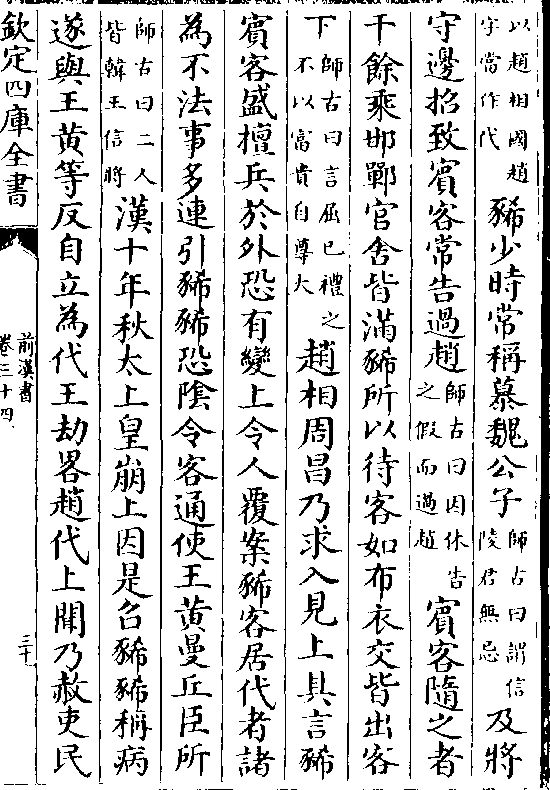 以趙相國趙
字當作代
豨少時常稱慕魏公子
師古曰謂信
陵君無忌
及將
守邊招致賓客常告過趙
師古曰因休告
之假而過趙
賓客隨之者
千餘乘邯鄲官舍皆滿豨所以待客如布衣交皆出客
下
師古曰言屈已禮之
不以富貴自尊大
趙相周昌乃求入見上具言豨
賓客盛擅兵於外恐有變上令人覆案豨客居代者諸
為不法事多連引豨豨恐陰令客通使王黄曼丘臣所
師古曰二人
皆韓王信將
漢十年秋太上皇崩上因是召豨豨稱病
遂與王黄等反自立為代王劫畧趙代上聞乃赦吏民
欽定四庫全書
前漢書
卷三十四
三十